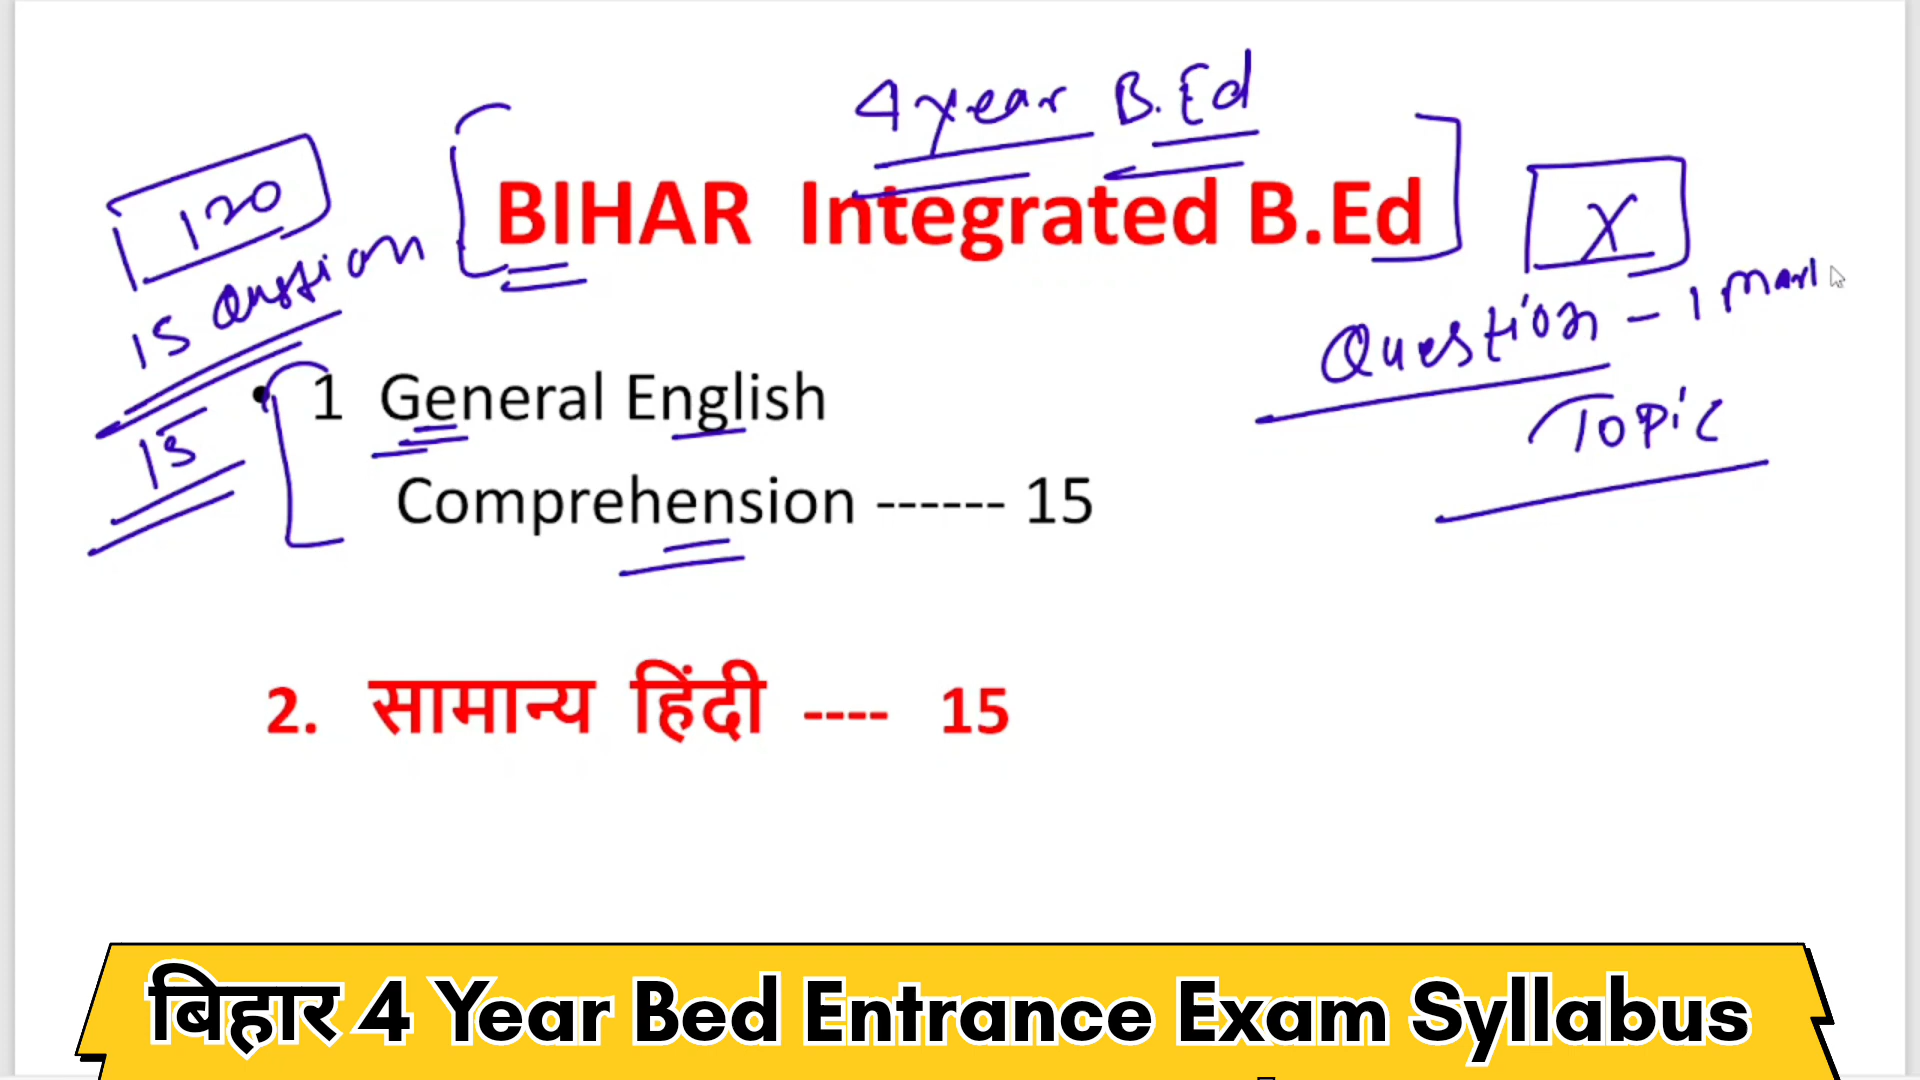 4 year B.Ed
BIHAR Integrated B.Ed
120
15 Question
15
X
Question - 1 mark
Topic
• 1 General English
Comprehension ------ 15
2. सामान्य हिंदी ---- 15
बिहार 4 Year Bed Entrance Exam Syllabus